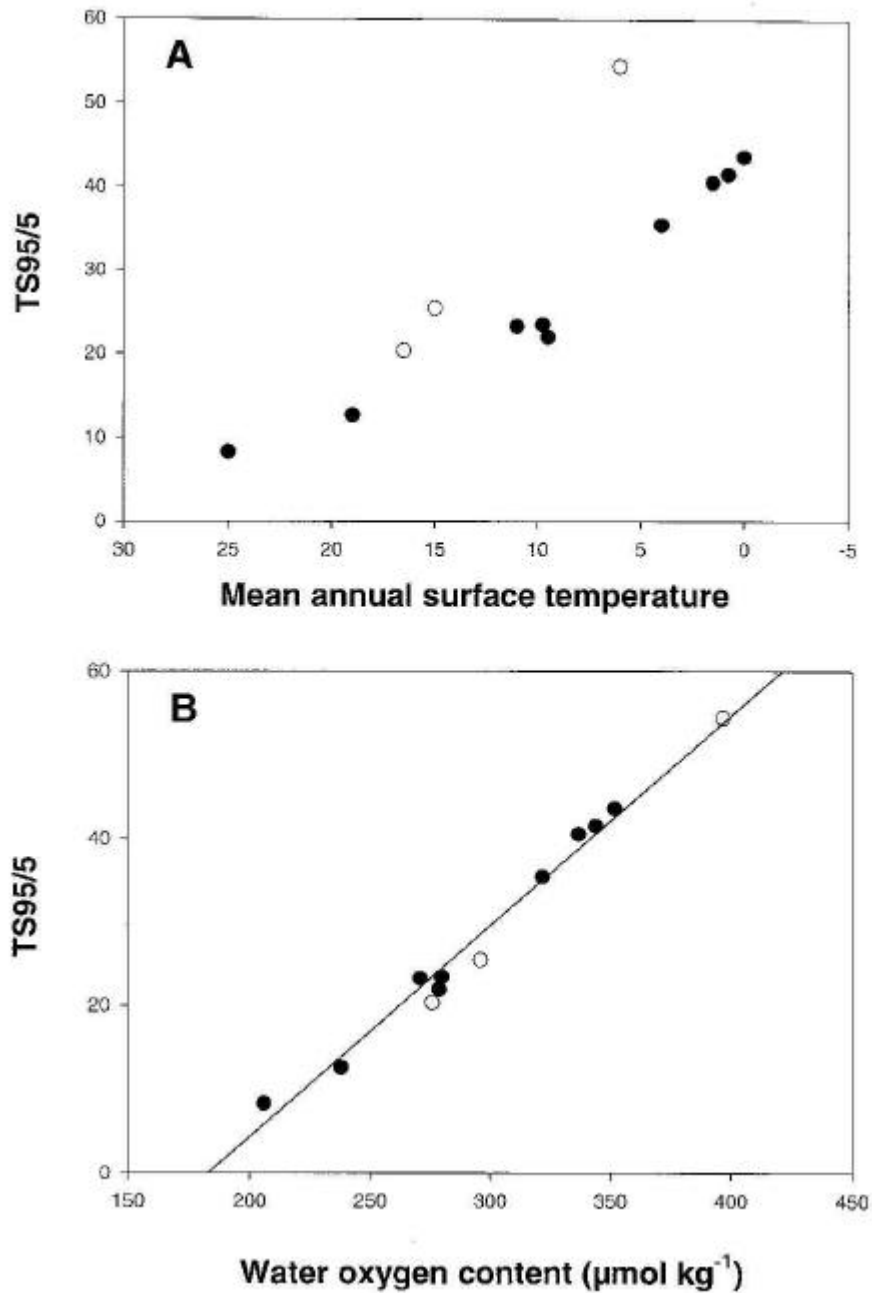 A
60
50
40
30
20
10
0
TS95/5
30 25 20 15 10 5 0 -5
Mean annual surface temperature
B
60
40
20
0
TS95/5
150 200 250 300 350 400 450
Water oxygen content (µmol kg⁻¹)